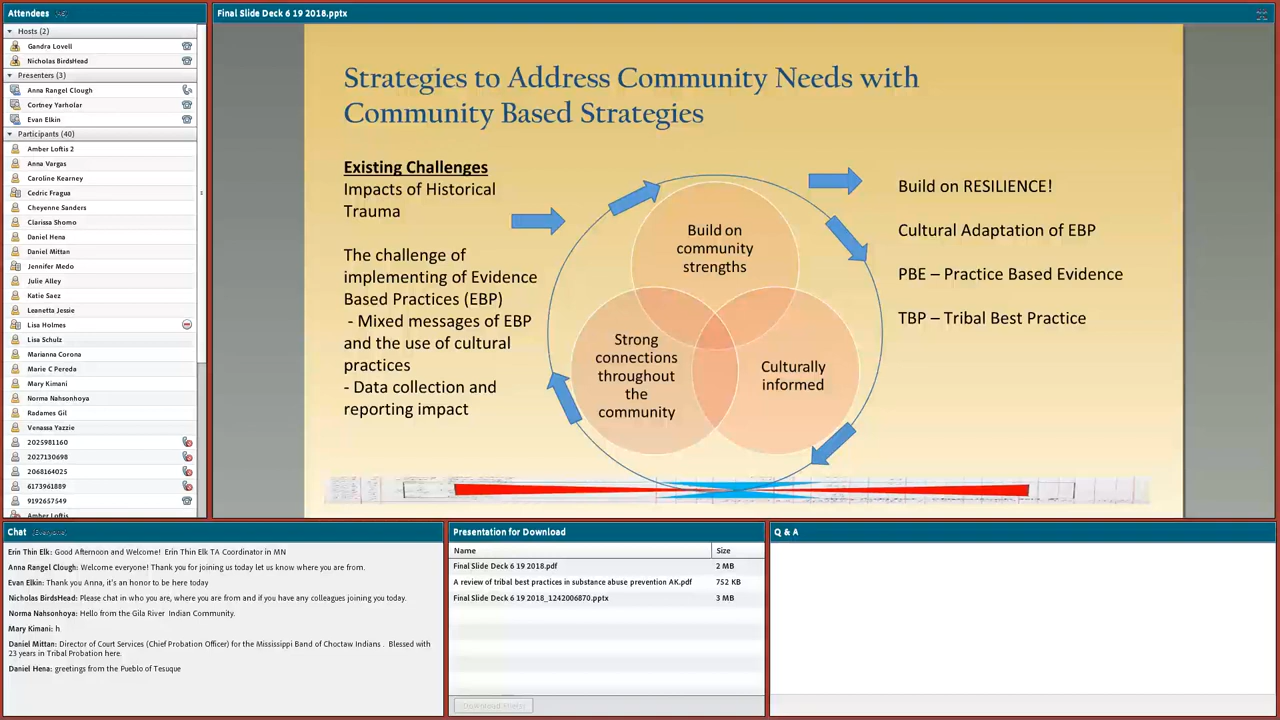 Attendees
Hosts (2)
Gandra Lovell
Nicholas BirdsHead
Presenters (3)
Anna Rangel Clough
Cortney Yarholar
Evan Elkin
Participants (40)
Amber Loftis 2
Anna Vargas
Caroline Kearney
Cedric Fragua
Cheyenne Sanders
Clarissa Shomo
Daniel Hena
Daniel Mittan
Jennifer Medo
Julie Alley
Katie Saez
Leanetta Jessie
Lisa Holmes
Lisa Schulz
Marianna Corona
Marie C Pereda
Mary Kimani
Norma Nahsonhoya
Radames Gil
Venassa Yazzie
2025981160
2027130698
2068164025
6173961889
9192657549
Amber Loftis
Final Slide Deck 6 19 2018.pptx
Strategies to Address Community Needs with
Community Based Strategies
Existing Challenges
Impacts of Historical
Trauma
The challenge of
implementing of Evidence
Based Practices (EBP)
- Mixed messages of EBP
and the use of cultural
practices
- Data collection and
reporting impact
Build on
community
strengths
Strong
connections
throughout
the
community
Culturally
informed
Build on RESILIENCE!
Cultural Adaptation of EBP
PBE – Practice Based Evidence
TBP – Tribal Best Practice
Chat (Everyone)
Erin Thin Elk: Good Afternoon and Welcome! Erin Thin Elk TA Coordinator in MN
Anna Rangel Clough: Welcome everyone! Thank you for joining us today let us know where you are from.
Evan Elkin: Thank you Anna, it's an honor to be here today
Nicholas BirdsHead: Please chat in who you are, where you are from and if you have any colleagues joining you today.
Norma Nahsonhoya: Hello from the Gila River Indian Community.
Mary Kimani: h
Daniel Mittan: Director of Court Services (Chief Probation Officer) for the Mississippi Band of Choctaw Indians . Blessed with
23 years in Tribal Probation here.
Daniel Hena: greetings from the Pueblo of Tesuque
Presentation for Download
Name Size
Final Slide Deck 6 19 2018.pdf 2 MB
A review of tribal best practices in substance abuse prevention AK.pdf 752 KB
Final Slide Deck 6 19 2018_1242006870.pptx 3 MB
Download File(s)
Q & A